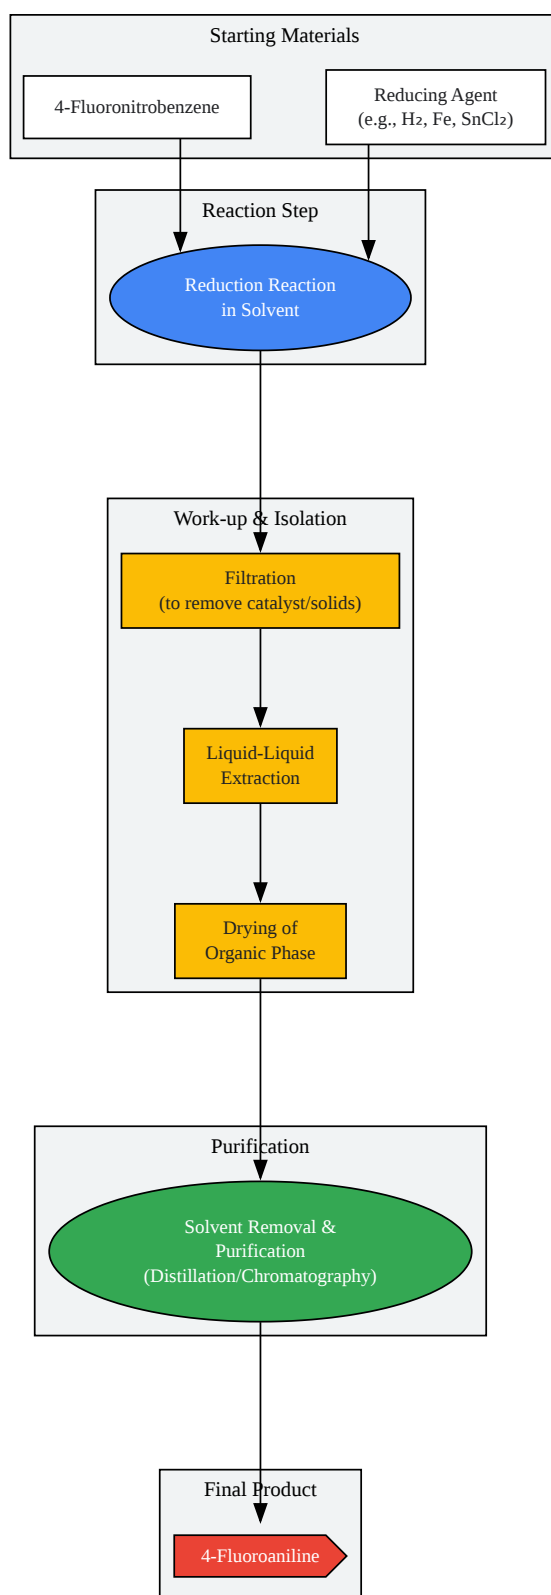 Starting Materials
4-Fluoronitrobenzene
Reducing Agent
(e.g., H₂, Fe, SnCl₂)
Reaction Step
Reduction Reaction
in Solvent
Work-up & Isolation
Filtration
(to remove catalyst/solids)
Liquid-Liquid
Extraction
Drying of
Organic Phase
Purification
Solvent Removal &
Purification
(Distillation/Chromatography)
Final Product
4-Fluoroaniline